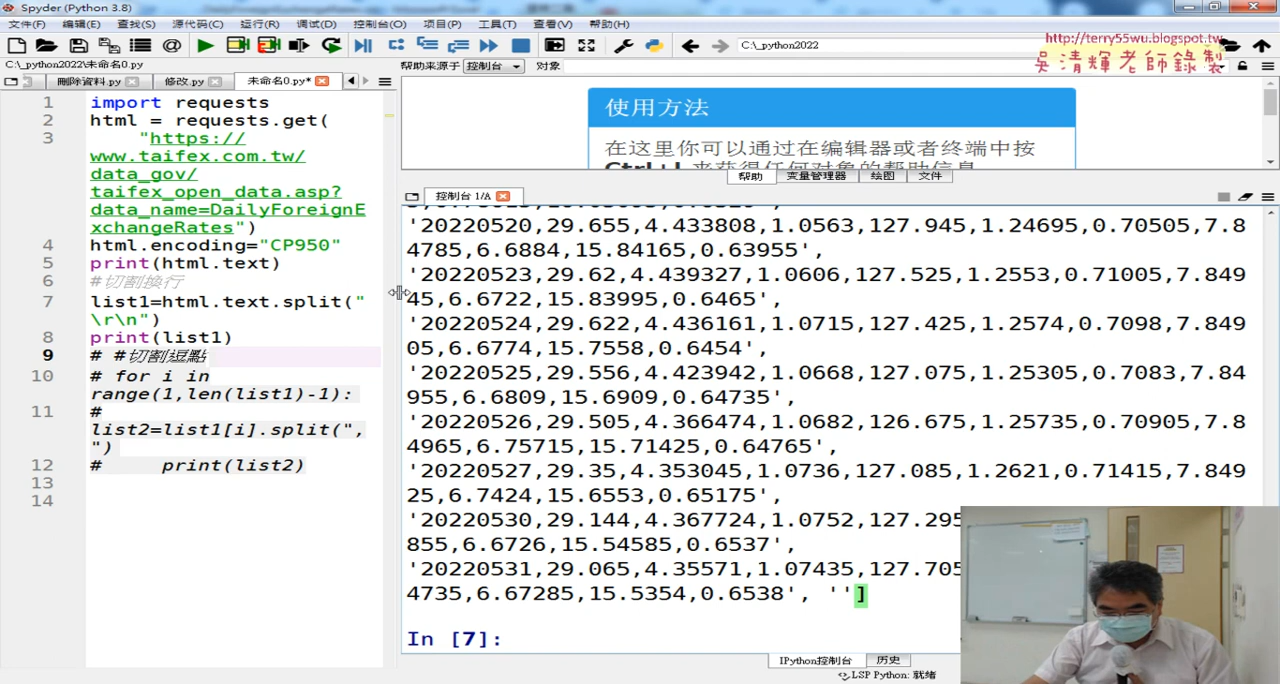 Spyder (Python 3.8)
文件(F) 编辑(E) 查找(S) 源代码(C) 运行(R) 调试(D) 控制台(O) 项目(P) 工具(T) 查看(V) 帮助(H)
C:\_python2022
http://terry55wu.blogspot.tw
吳清輝老師錄製
C:\_python2022\未命名0.py
帮助来源于 控制台 对象
刪除資料.py 修改.py 未命名0.py*
1 import requests
2 html = requests.get(
3 "https://
www.taifex.com.tw/
data_gov/
taifex_open_data.asp?
data_name=DailyForeignE
xchangeRates")
4 html.encoding="CP950"
5 print(html.text)
6 #切割換行
7 list1=html.text.split("
\r\n")
8 print(list1)
9 # #切割逗點
10 # for i in
range(1,len(list1)-1):
11 #
list2=list1[i].split(",
")
12 # print(list2)
13
14
使用方法
在这里你可以通过在编辑器或者终端中按
帮助 变量管理器 绘图 文件
控制台 1/A
'20220520,29.655,4.433808,1.0563,127.945,1.24695,0.70505,7.8
4785,6.6884,15.84165,0.63955',
'20220523,29.62,4.439327,1.0606,127.525,1.2553,0.71005,7.849
45,6.6722,15.83995,0.6465',
'20220524,29.622,4.436161,1.0715,127.425,1.2574,0.7098,7.849
05,6.6774,15.7558,0.6454',
'20220525,29.556,4.423942,1.0668,127.075,1.25305,0.7083,7.84
955,6.6809,15.6909,0.64735',
'20220526,29.505,4.366474,1.0682,126.675,1.25735,0.70905,7.8
4965,6.75715,15.71425,0.64765',
'20220527,29.35,4.353045,1.0736,127.085,1.2621,0.71415,7.849
25,6.7424,15.6553,0.65175',
'20220530,29.144,4.367724,1.0752,127.295
855,6.6726,15.54585,0.6537',
'20220531,29.065,4.35571,1.07435,127.705
4735,6.67285,15.5354,0.6538', '']
In [7]:
IPython控制台 历史
LSP Python: 就绪